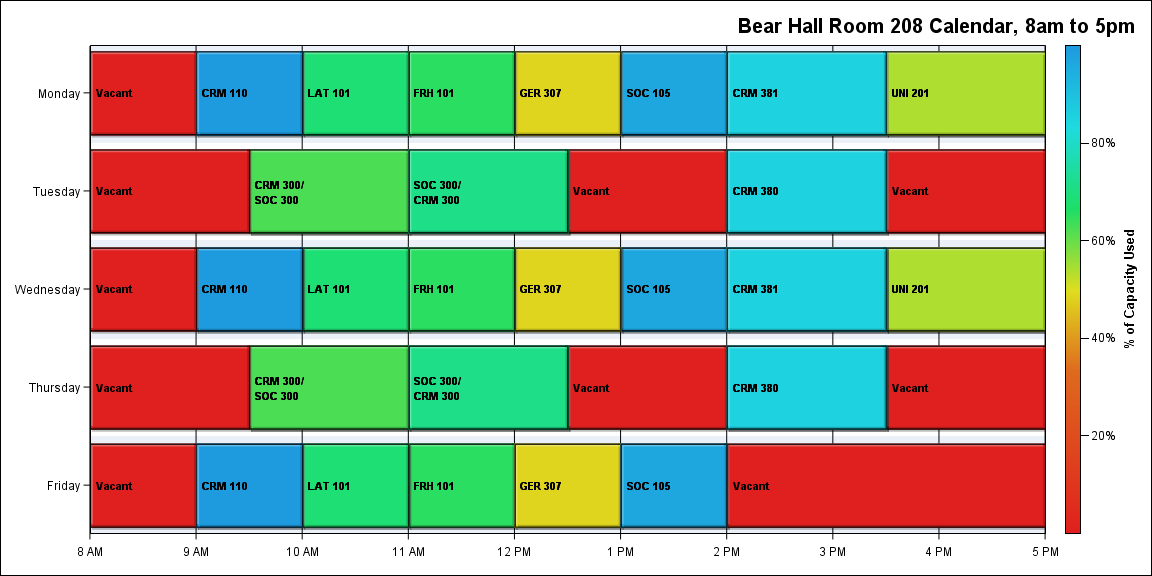 Bear Hall Room 208 Calendar, 8am to 5pm
Monday
Vacant
CRM 110
LAT 101
FRH 101
GER 307
SOC 105
CRM 381
UNI 201
Tuesday
Vacant
CRM 300/
SOC 300
SOC 300/
CRM 300
Vacant
CRM 380
Vacant
Wednesday
Vacant
CRM 110
LAT 101
FRH 101
GER 307
SOC 105
CRM 381
UNI 201
Thursday
Vacant
CRM 300/
SOC 300
SOC 300/
CRM 300
Vacant
CRM 380
Vacant
Friday
Vacant
CRM 110
LAT 101
FRH 101
GER 307
SOC 105
Vacant
8 AM
9 AM
10 AM
11 AM
12 PM
1 PM
2 PM
3 PM
4 PM
5 PM
80%
60%
40%
20%
% of Capacity Used